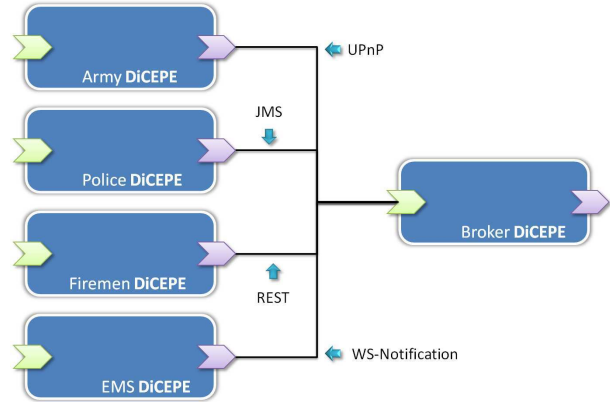 Army DiCEPE
UPnP
JMS
Police DiCEPE
Broker DiCEPE
Firemen DiCEPE
REST
WS-Notification
EMS DiCEPE